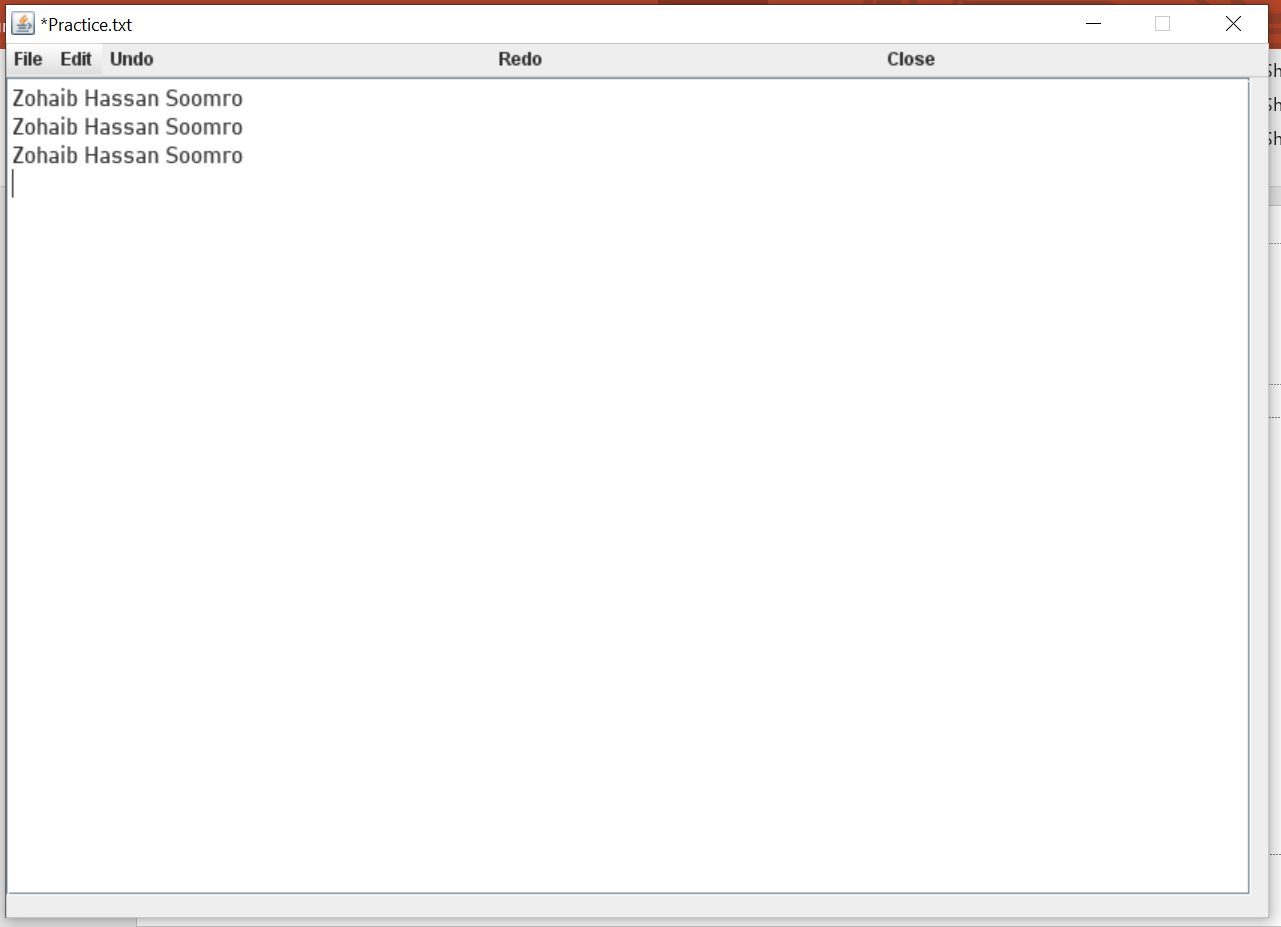 *Practice.txt
File Edit Undo Redo Close
Zohaib Hassan Soomro
Zohaib Hassan Soomro
Zohaib Hassan Soomro